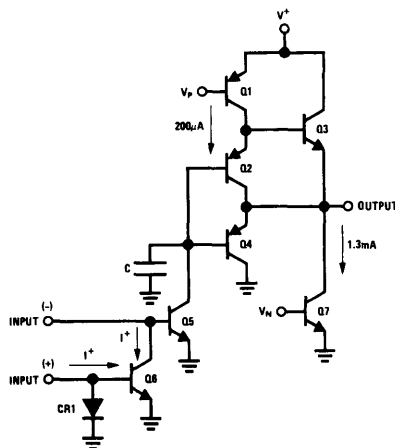 V+
VP
Q1
Q3
200μA
Q2
OUTPUT
Q4
1.3mA
C
(-)
INPUT
Q5
VN
Q7
I+
(+)
I+
INPUT
Q6
CR1